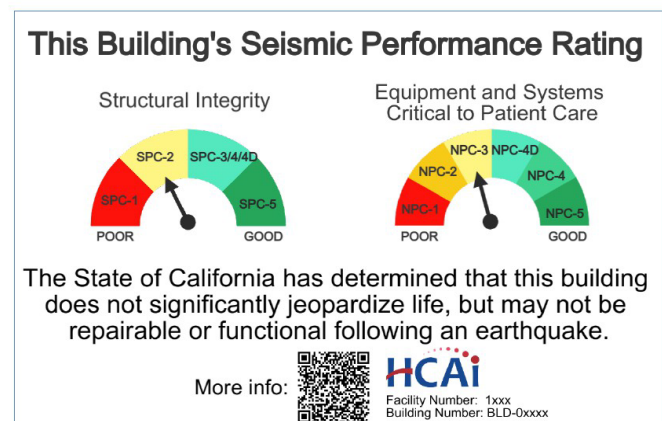 This Building's Seismic Performance Rating
Structural Integrity
SPC-1
SPC-2
SPC-3/4/4D
SPC-5
POOR
GOOD
Equipment and Systems
Critical to Patient Care
NPC-1
NPC-2
NPC-3
NPC-4D
NPC-4
NPC-5
POOR
GOOD
The State of California has determined that this building
does not significantly jeopardize life, but may not be
repairable or functional following an earthquake.
More info:
HCAi
Facility Number: 1xxx
Building Number: BLD-0xxxx